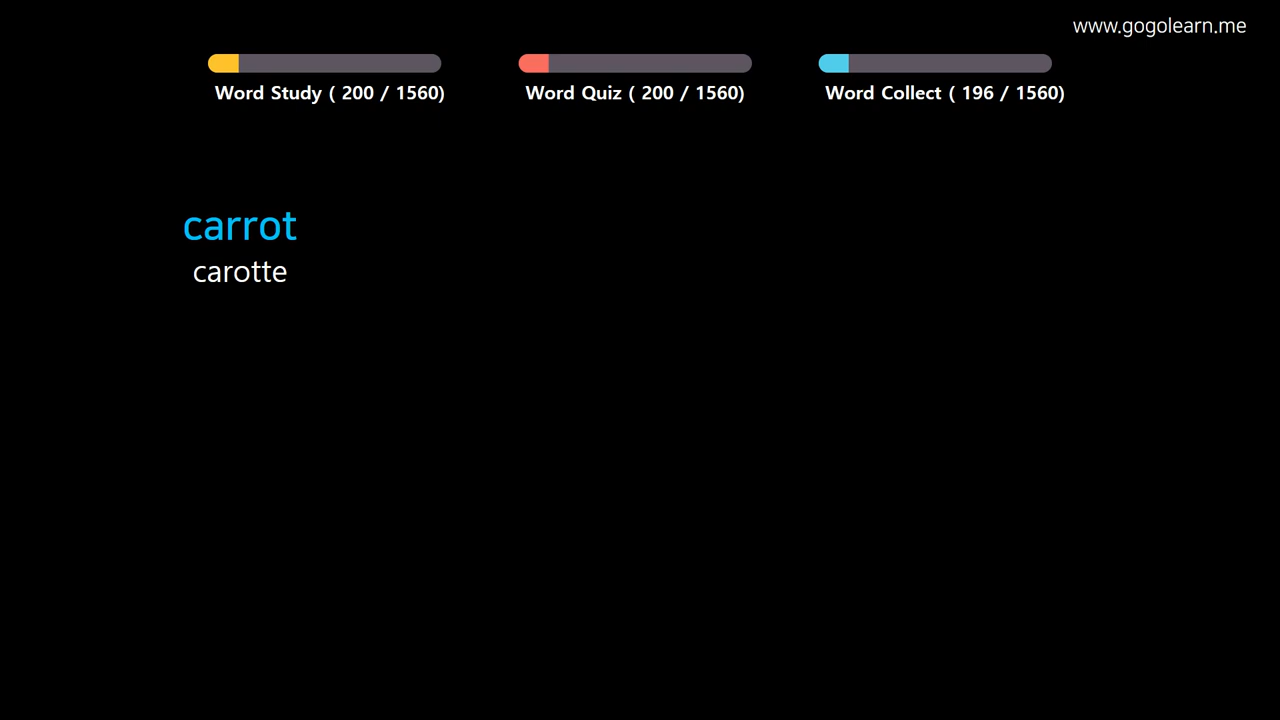 www.gogolearn.me
Word Study ( 200 / 1560)
Word Quiz ( 200 / 1560)
Word Collect ( 196 / 1560)
carrot
carotte